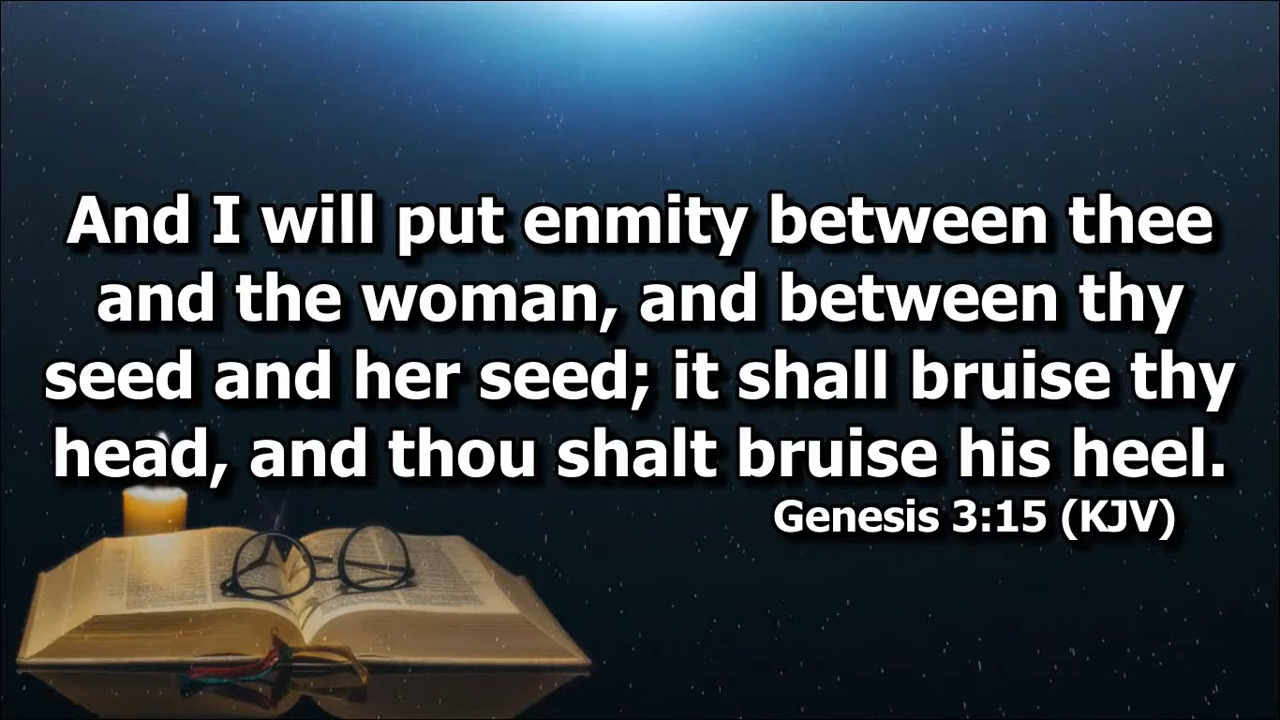 And I will put enmity between thee
and the woman, and between thy
seed and her seed; it shall bruise thy
head, and thou shalt bruise his heel.
Genesis 3:15 (KJV)